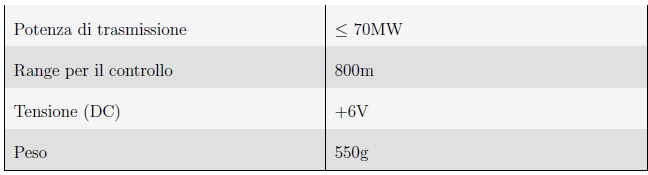 Potenza di trasmissione ≤ 70MW
Range per il controllo 800m
Tensione (DC) +6V
Peso 550g